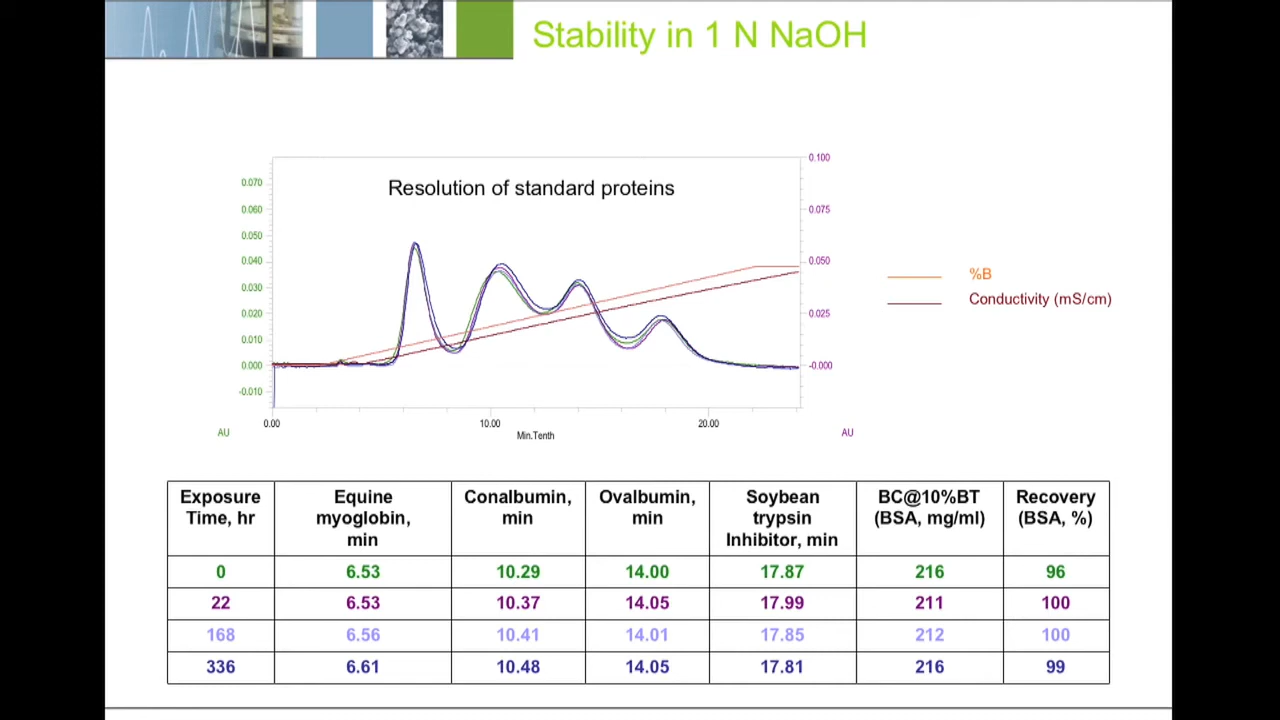 Stability in 1 N NaOH
Resolution of standard proteins
0.070
0.060
0.050
0.040
0.030
0.020
0.010
0.000
-0.010
0.100
0.075
0.050
0.025
-0.000
%B
Conductivity (mS/cm)
0.00
10.00
20.00
Min.Tenth
AU
AU
Exposure Time, hr
Equine myoglobin, min
Conalbumin, min
Ovalbumin, min
Soybean trypsin Inhibitor, min
BC@10%BT (BSA, mg/ml)
Recovery (BSA, %)
0 6.53 10.29 14.00 17.87 216 96
22 6.53 10.37 14.05 17.99 211 100
168 6.56 10.41 14.01 17.85 212 100
336 6.61 10.48 14.05 17.81 216 99